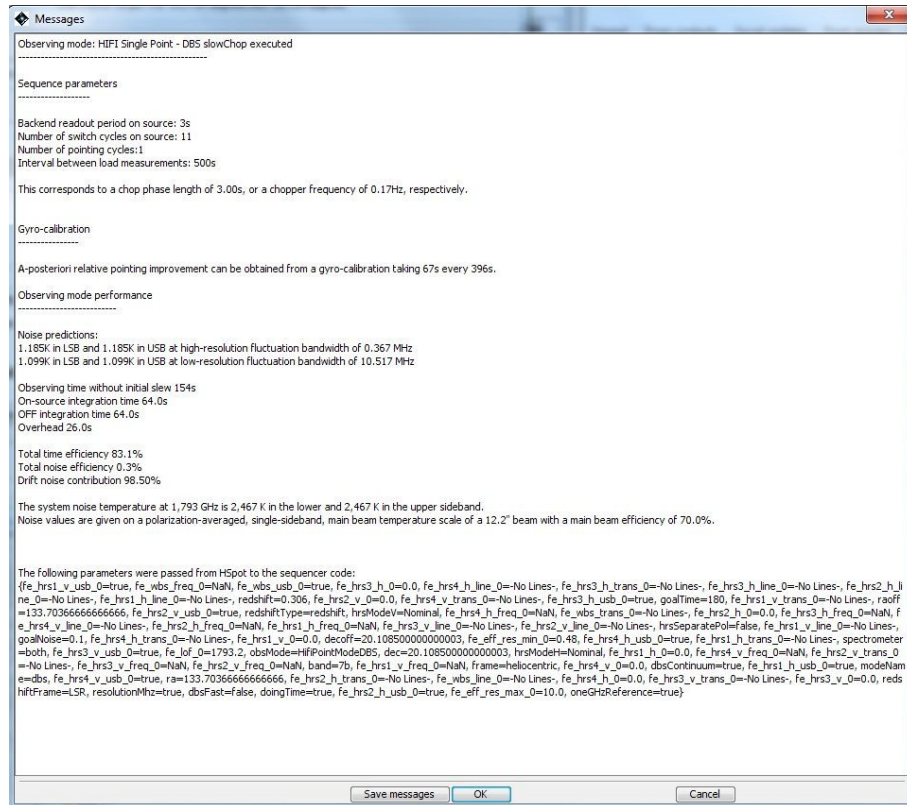 Messages
Observing mode: HIFI Single Point - DBS slowChop executed
--------------------------------------------------
Sequence parameters
-------------------
Backend readout period on source: 3s
Number of switch cycles on source: 11
Number of pointing cycles:1
Interval between load measurements: 500s
This corresponds to a chop phase length of 3.00s, or a chopper frequency of 0.17Hz, respectively.
Gyro-calibration
----------------
A-posteriori relative pointing improvement can be obtained from a gyro-calibration taking 67s every 396s.
Observing mode performance
--------------------------
Noise predictions:
1.185K in LSB and 1.185K in USB at high-resolution fluctuation bandwidth of 0.367 MHz
1.099K in LSB and 1.099K in USB at low-resolution fluctuation bandwidth of 10.517 MHz
Observing time without initial slew 154s
On-source integration time 64.0s
OFF integration time 64.0s
Overhead 26.0s
Total time efficiency 83.1%
Total noise efficiency 0.3%
Drift noise contribution 98.50%
The system noise temperature at 1,793 GHz is 2,467 K in the lower and 2,467 K in the upper sideband.
Noise values are given on a polarization-averaged, single-sideband, main beam temperature scale of a 12.2" beam with a main beam efficiency of 70.0%.
The following parameters were passed from HSpot to the sequencer code:
{fe_hrs1_v_usb_0=true, fe_wbs_freq_0=NaN, fe_wbs_usb_0=true, fe_hrs3_h_0=0.0, fe_hrs4_h_line_0=-No Lines-, fe_hrs3_h_trans_0=-No Lines-, fe_hrs3_h_line_0=-No Lines-, fe_hrs2_h_li
ne_0=-No Lines-, fe_hrs1_h_line_0=-No Lines-, redshift=0.306, fe_hrs2_v_0=0.0, fe_hrs4_v_trans_0=-No Lines-, fe_hrs3_h_usb_0=true, goalTime=180, fe_hrs1_v_trans_0=-No Lines-, raoff
=133.70366666666666, fe_hrs2_v_usb_0=true, redshiftType=redshift, hrsModeV=Nominal, fe_hrs4_h_freq_0=NaN, fe_wbs_trans_0=-No Lines-, fe_hrs2_h_0=0.0, fe_hrs3_h_freq_0=NaN, f
e_hrs4_v_line_0=-No Lines-, fe_hrs2_h_freq_0=NaN, fe_hrs1_h_freq_0=NaN, fe_hrs3_v_line_0=-No Lines-, fe_hrs2_v_line_0=-No Lines-, hrsSeparatePol=false, fe_hrs1_v_line_0=-No Lines-,
goalNoise=0.1, fe_hrs4_h_trans_0=-No Lines-, fe_hrs1_v_0=0.0, decoff=20.108500000000003, fe_eff_res_min_0=0.48, fe_hrs4_h_usb_0=true, fe_hrs1_h_trans_0=-No Lines-, spectrometer
=both, fe_hrs3_v_usb_0=true, fe_lof_0=1793.2, obsMode=HifiPointModeDBS, dec=20.108500000000003, hrsModeH=Nominal, fe_hrs1_h_0=0.0, fe_hrs4_v_freq_0=NaN, fe_hrs2_v_trans_0
=-No Lines-, fe_hrs3_v_freq_0=NaN, fe_hrs2_v_freq_0=NaN, band=7b, fe_hrs1_v_freq_0=NaN, frame=heliocentric, fe_hrs4_v_0=0.0, dbsContinuum=true, fe_hrs1_h_usb_0=true, modeNam
e=dbs, fe_hrs4_v_usb_0=true, ra=133.70366666666666, fe_hrs2_h_trans_0=-No Lines-, fe_wbs_line_0=-No Lines-, fe_hrs4_h_0=0.0, fe_hrs3_v_trans_0=-No Lines-, fe_hrs3_v_0=0.0, reds
hiftFrame=LSR, resolutionMhz=true, dbsFast=false, doingTime=true, fe_hrs2_h_usb_0=true, fe_eff_res_max_0=10.0, oneGHzReference=true}
Save messages OK Cancel